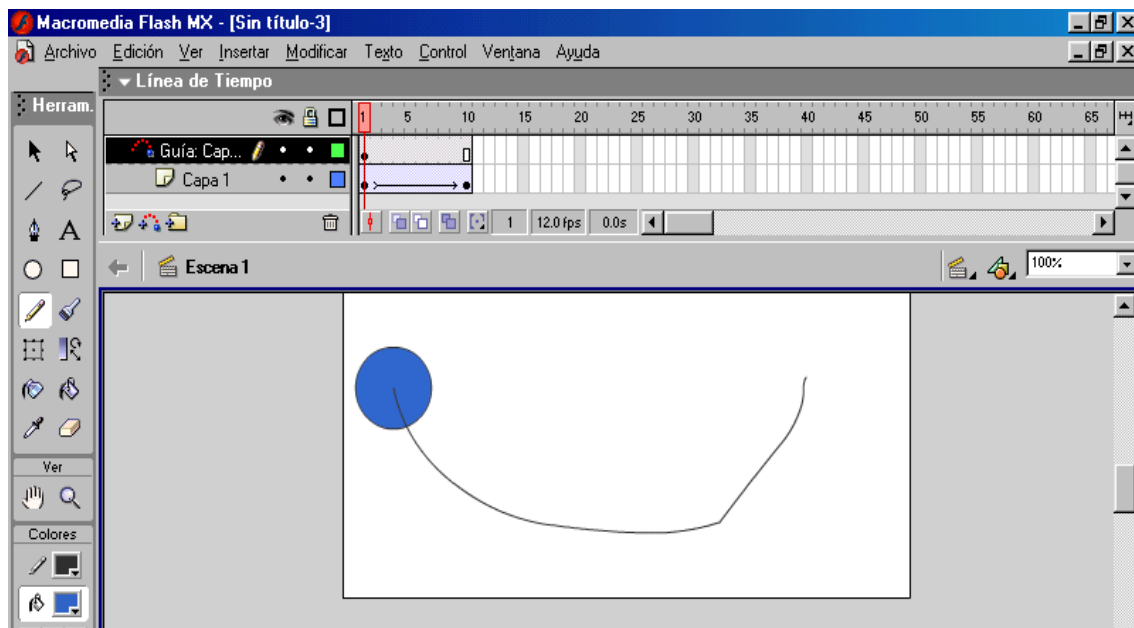 Macromedia Flash MX - [Sin título-3]
Archivo Edición Ver Insertar Modificar Texto Control Ventana Ayuda
Línea de Tiempo
Herram.
1 5 10 15 20 25 30 35 40 45 50 55 60 65
Guía: Cap...
Capa 1
1 12.0 fps 0.0s
A
Escena 1
100%
Ver
Colores